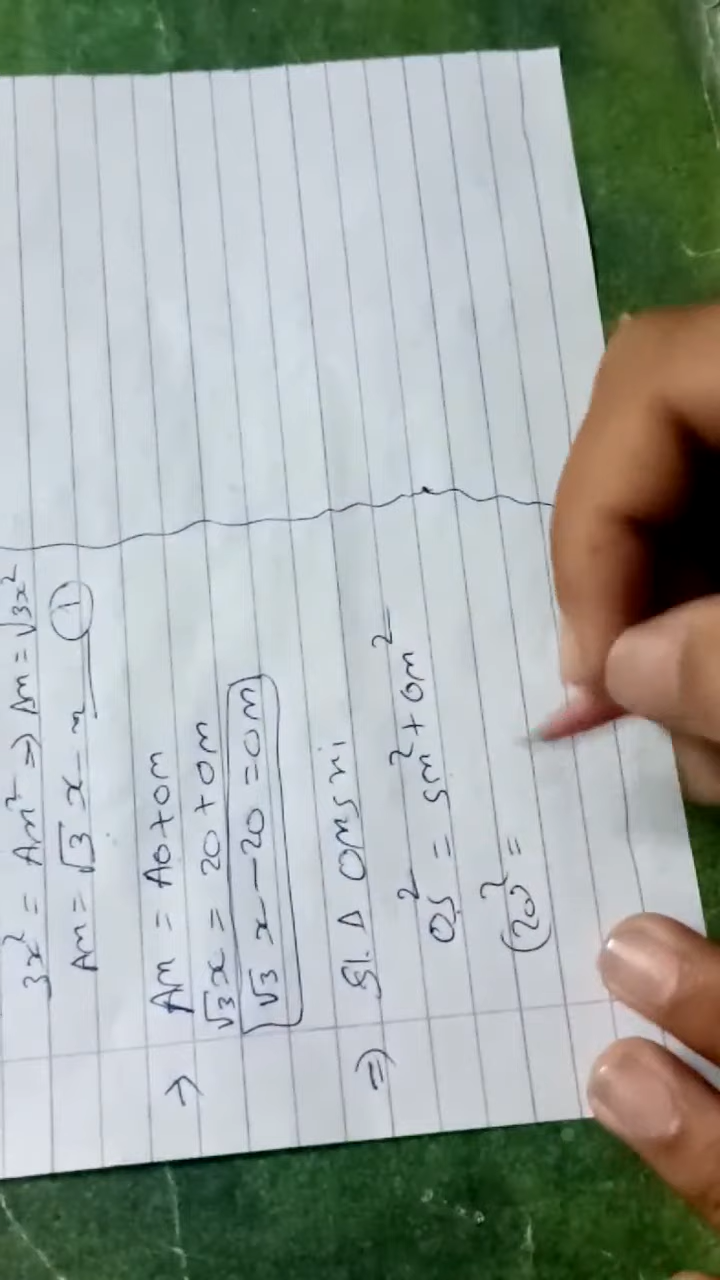 3x² = Am² ⇒ Am = √3x²
Am = √3 x - x ①
→ Am = Ao + om
√3x = 20 + om
√3 x - 20 = om
⇒ Δ oms
os² = sm² + om²
(20)² =